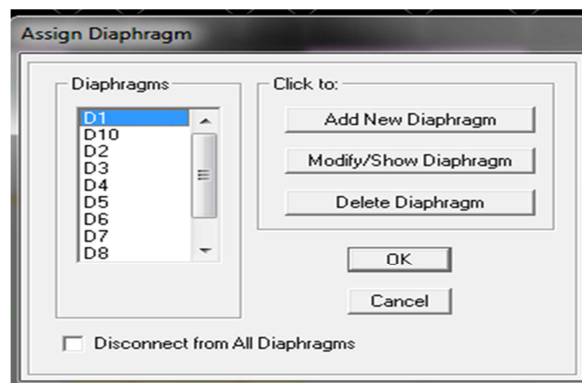 Assign Diaphragm
Diaphragms
D1
D10
D2
D3
D4
D5
D6
D7
D8
Click to:
Add New Diaphragm
Modify/Show Diaphragm
Delete Diaphragm
OK
Cancel
Disconnect from All Diaphragms